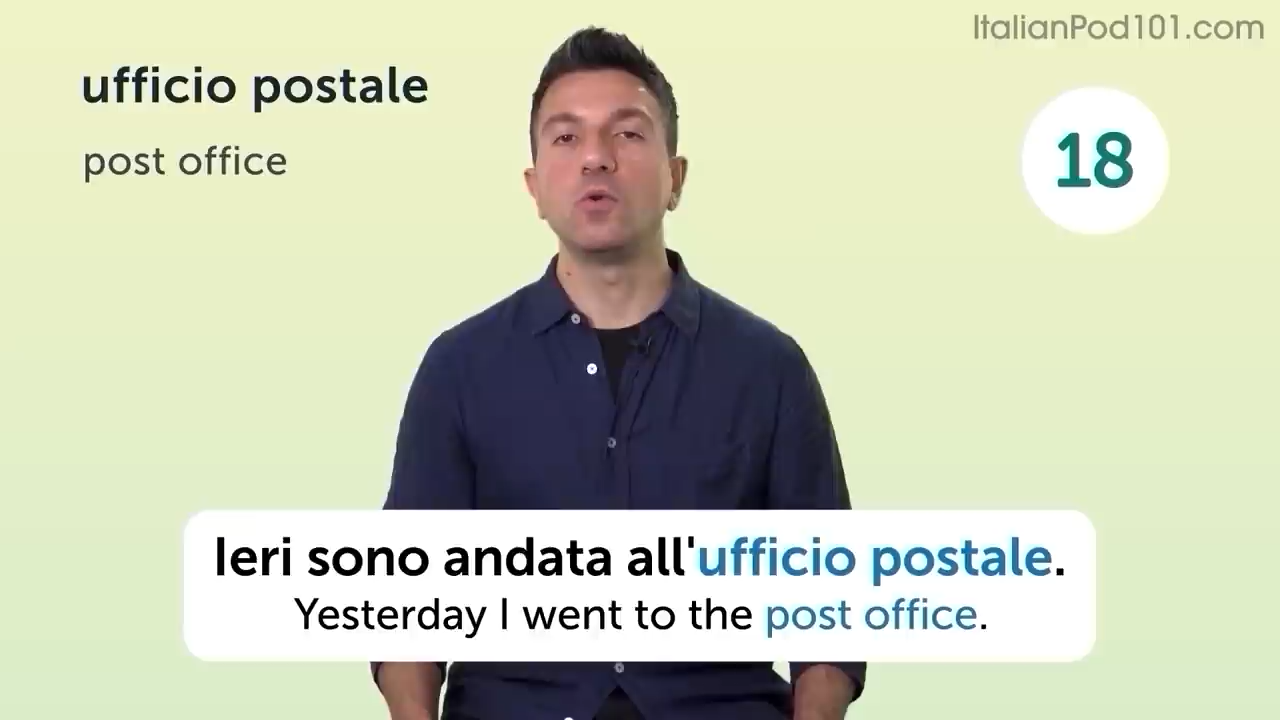 ItalianPod101.com
ufficio postale
post office
18
Ieri sono andata all'ufficio postale.
Yesterday I went to the post office.